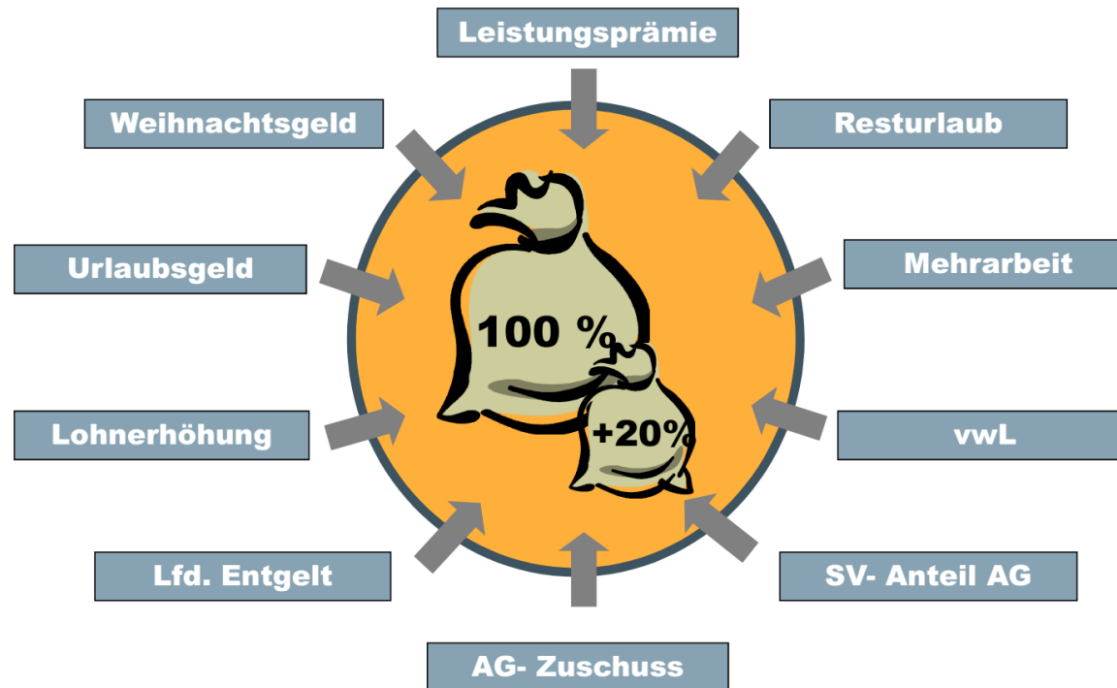 Leistungsprämie
Weihnachtsgeld
Resturlaub
Urlaubsgeld
Mehrarbeit
100 %
+20%
Lohnerhöhung
vwL
Lfd. Entgelt
SV- Anteil AG
AG- Zuschuss